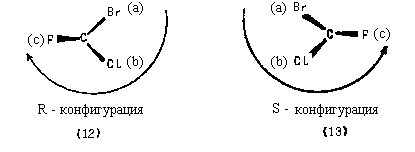 Br (a)
(c) F C
CL (b)
R - конфигурация
(12)
(a) Br
C F (c)
(b) CL
S - конфигурация
(13)